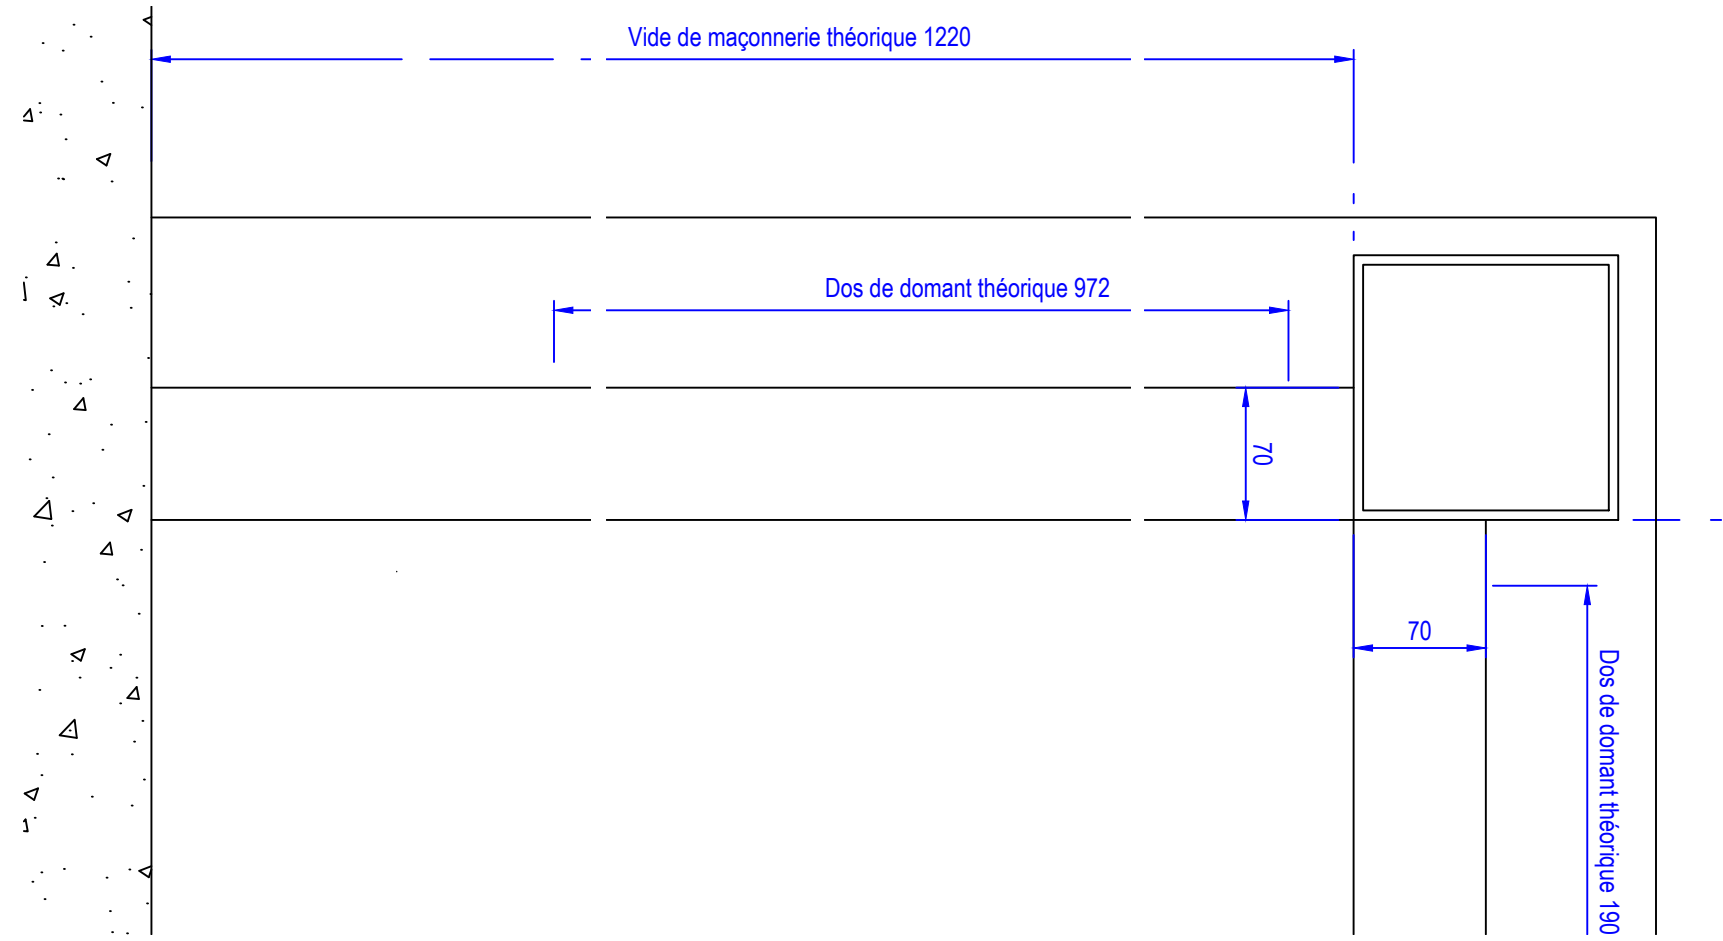 Vide de maçonnerie théorique 1220
Dos de domant théorique 972
70
70
Dos de domant théorique 190